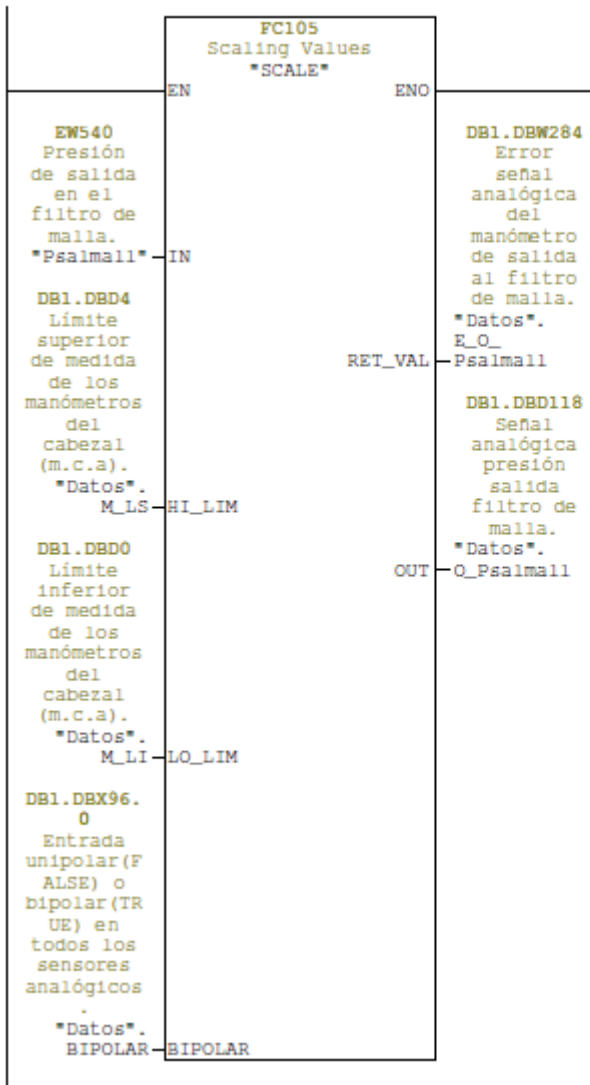 FC105
Scaling Values
"SCALE"
EN
ENO
EW540
Presión
de salida
en el
filtro de
malla.
"Psalmall"
IN
DB1.DBD4
Límite
superior
de medida
de los
manómetros
del
cabezal
(m.c.a).
"Datos".
M_LS
HI_LIM
DB1.DBD0
Límite
inferior
de medida
de los
manómetros
del
cabezal
(m.c.a).
"Datos".
M_LI
LO_LIM
DB1.DBX96.
0
Entrada
unipolar(F
ALSE) o
bipolar(TR
UE) en
todos los
sensores
analógicos
.
"Datos".
BIPOLAR
BIPOLAR
DB1.DBW284
Error
señal
analógica
del
manómetro
de salida
al filtro
de malla.
"Datos".
E_O_
RET_VAL
Psalmall
DB1.DBD118
Señal
analógica
presión
salida
filtro de
malla.
"Datos".
OUT
O_Psalmall